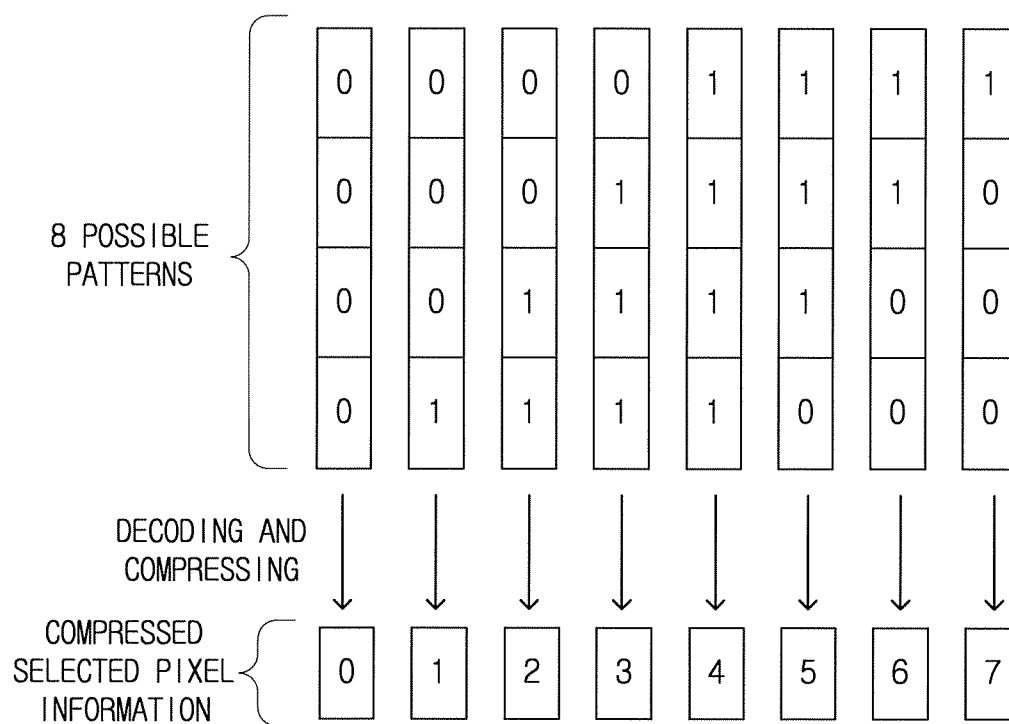 0 0 0 0 1 1 1 1
0 0 0 1 1 1 1 0
8 POSSIBLE
PATTERNS
0 0 1 1 1 1 0 0
0 1 1 1 1 0 0 0
DECODING AND
COMPRESSING
COMPRESSED
SELECTED PIXEL
INFORMATION
0 1 2 3 4 5 6 7